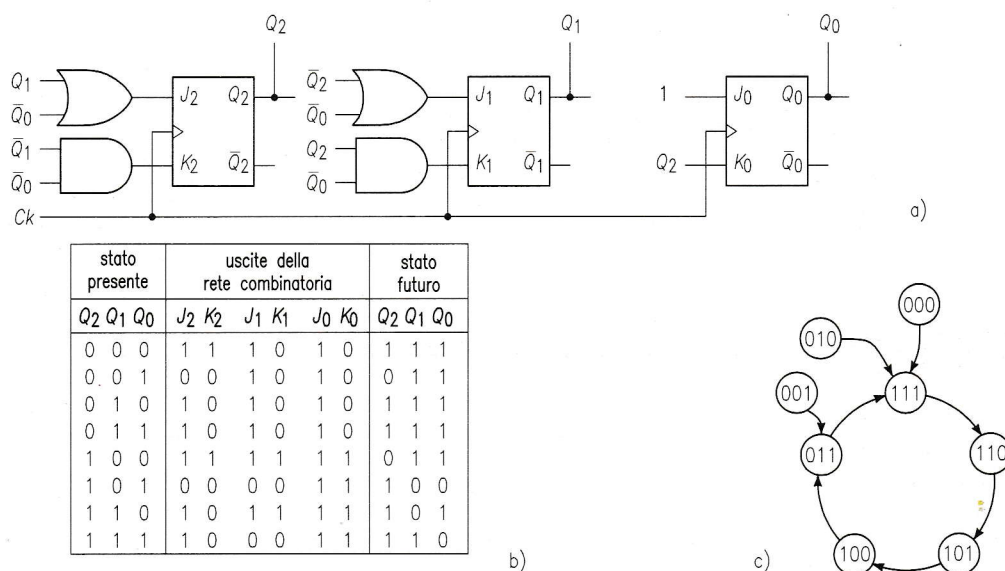 Q2 Q1 Q0
Q1 J2 Q2 Q̄2 J1 Q1 1 J0 Q0
Q̄0 Q̄0
Q̄1 K2 Q̄2 Q2 K1 Q̄1 Q2 K0 Q̄0
Q̄0 Q̄0
Ck
a)
stato presente uscite della rete combinatoria stato futuro
Q2 Q1 Q0 J2 K2 J1 K1 J0 K0 Q2 Q1 Q0
0 0 0 1 1 1 0 1 0 1 1 1
0 0 1 0 0 1 0 1 0 0 1 1
0 1 0 1 0 1 0 1 0 1 1 1
0 1 1 1 0 1 0 1 0 1 1 1
1 0 0 1 1 1 1 1 1 0 1 1
1 0 1 0 0 0 0 1 1 1 0 0
1 1 0 1 0 1 1 1 1 1 0 1
1 1 1 1 0 0 0 1 1 1 1 0
b)
000
010
001
111
011
110
100
101
c)